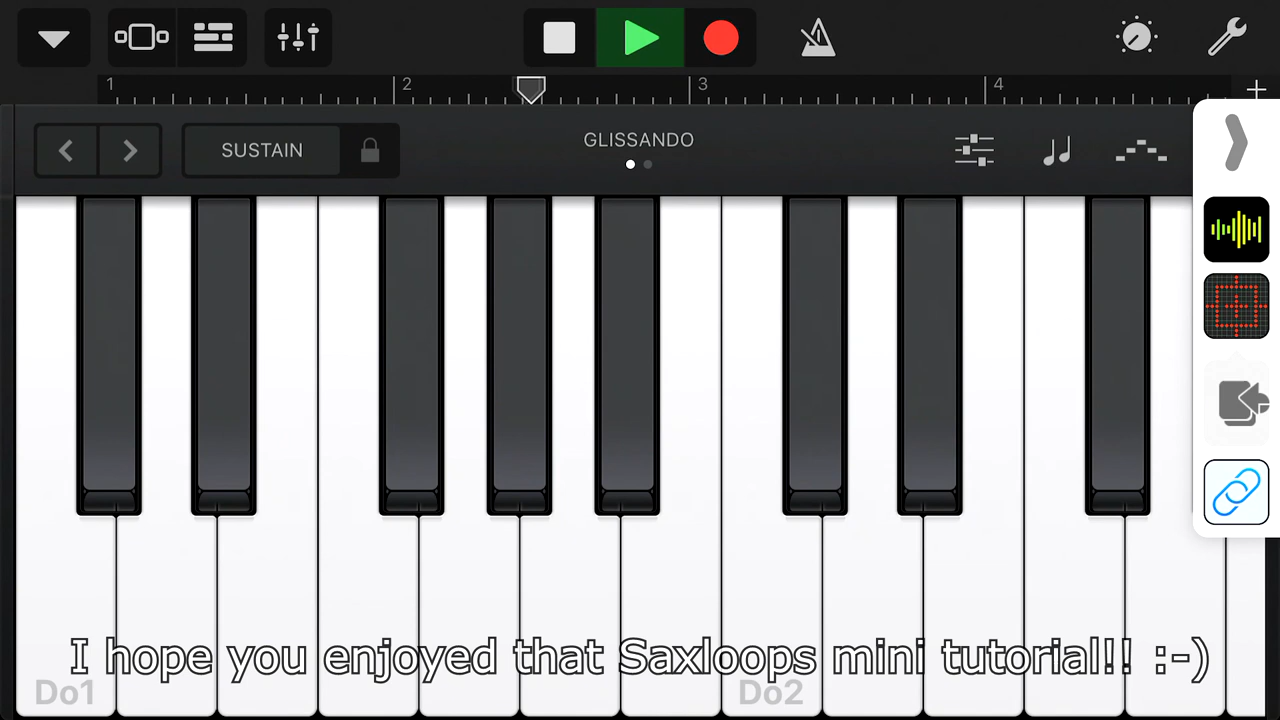 1 2 3 4
SUSTAIN GLISSANDO
I hope you enjoyed that Saxloops mini tutorial!! :-)
Do1 Do2